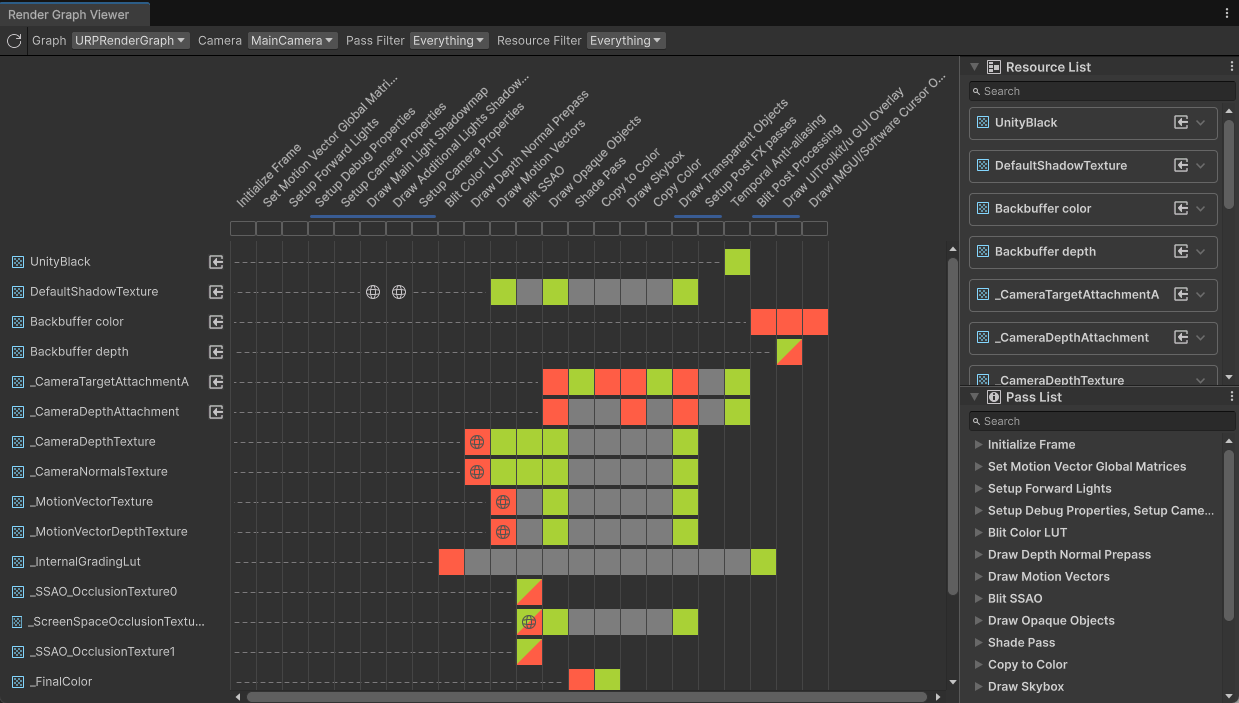 Render Graph Viewer
Graph URPRenderGraph Camera MainCamera Pass Filter Everything Resource Filter Everything
Initialize Frame
Set Motion Vector Global Matri...
Setup Forward Lights
Setup Debug Properties
Setup Camera Properties
Draw Main Light Shadowmap
Draw Additional Lights Shadow...
Setup Camera Properties
Blit Color LUT
Draw Depth Normal Prepass
Draw Motion Vectors
Blit SSAO
Draw Opaque Objects
Shade Pass
Copy to Color
Draw Skybox
Copy Color
Draw Transparent Objects
Setup Post FX passes
Temporal Anti-aliasing
Blit Post Processing
Draw UIToolkit/u GUI Overlay
Draw IMGUI/Software Cursor O...
UnityBlack
DefaultShadowTexture
Backbuffer color
Backbuffer depth
_CameraTargetAttachmentA
_CameraDepthAttachment
_CameraDepthTexture
_CameraNormalsTexture
_MotionVectorTexture
_MotionVectorDepthTexture
_InternalGradingLut
_SSAO_OcclusionTexture0
_ScreenSpaceOcclusionTextu...
_SSAO_OcclusionTexture1
_FinalColor
Resource List
Search
UnityBlack
DefaultShadowTexture
Backbuffer color
Backbuffer depth
_CameraTargetAttachmentA
_CameraDepthAttachment
_CameraDepthTexture
Pass List
Search
Initialize Frame
Set Motion Vector Global Matrices
Setup Forward Lights
Setup Debug Properties, Setup Came...
Blit Color LUT
Draw Depth Normal Prepass
Draw Motion Vectors
Blit SSAO
Draw Opaque Objects
Shade Pass
Copy to Color
Draw Skybox